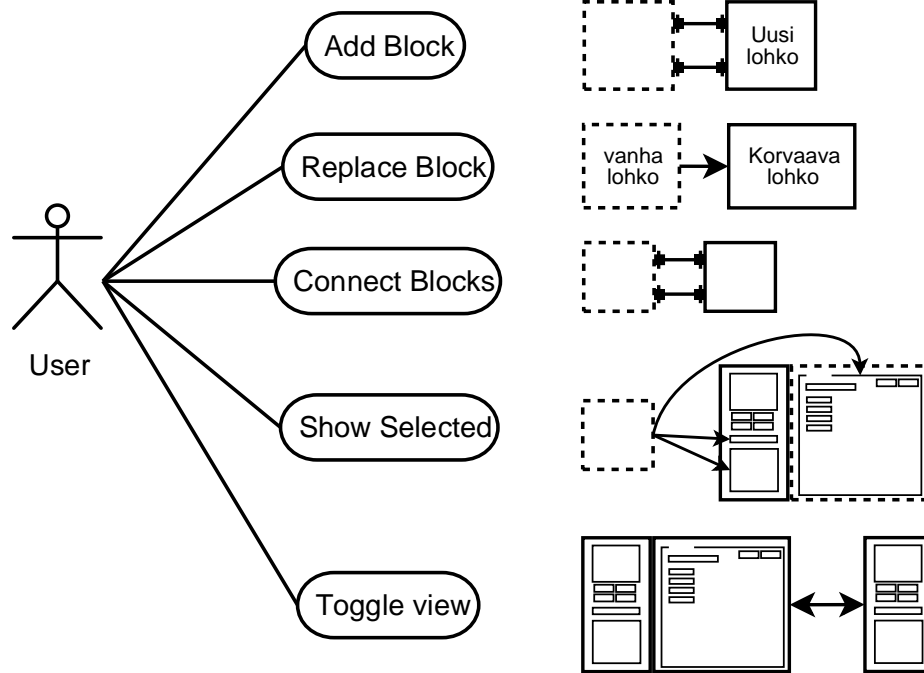 Add Block
Uusi
lohko
Replace Block
vanha
lohko
Korvaava
lohko
Connect Blocks
User
Show Selected
Toggle view